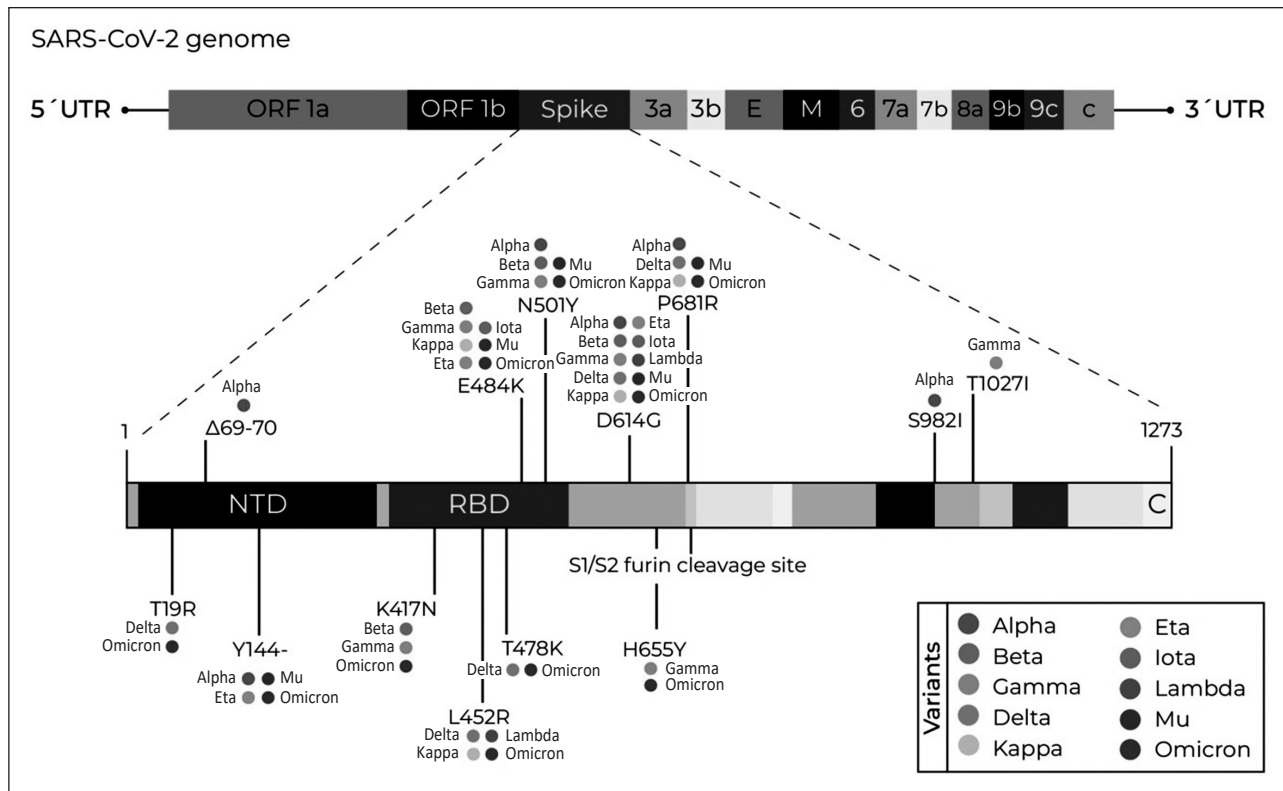 SARS-CoV-2 genome
5´UTR ORF 1a ORF 1b Spike 3a 3b E M 6 7a 7b 8a 9b 9c c 3´UTR
Alpha
Beta Mu
Gamma Omicron
N501Y
Alpha
Delta Mu
Kappa Omicron
P681R
Beta
Gamma Iota
Kappa Mu
Eta Omicron
E484K
Alpha Eta
Beta Iota
Gamma Lambda
Delta Mu
Kappa Omicron
D614G
Gamma
T1027I
Alpha
Δ69-70
Alpha
S982I
1
1273
NTD RBD C
S1/S2 furin cleavage site
T19R
Delta
Omicron
Y144-
Alpha Mu
Eta Omicron
K417N
Beta
Gamma
Omicron
T478K
Delta Omicron
L452R
Delta Lambda
Kappa Omicron
H655Y
Gamma
Omicron
Variants
Alpha Eta
Beta Iota
Gamma Lambda
Delta Mu
Kappa Omicron